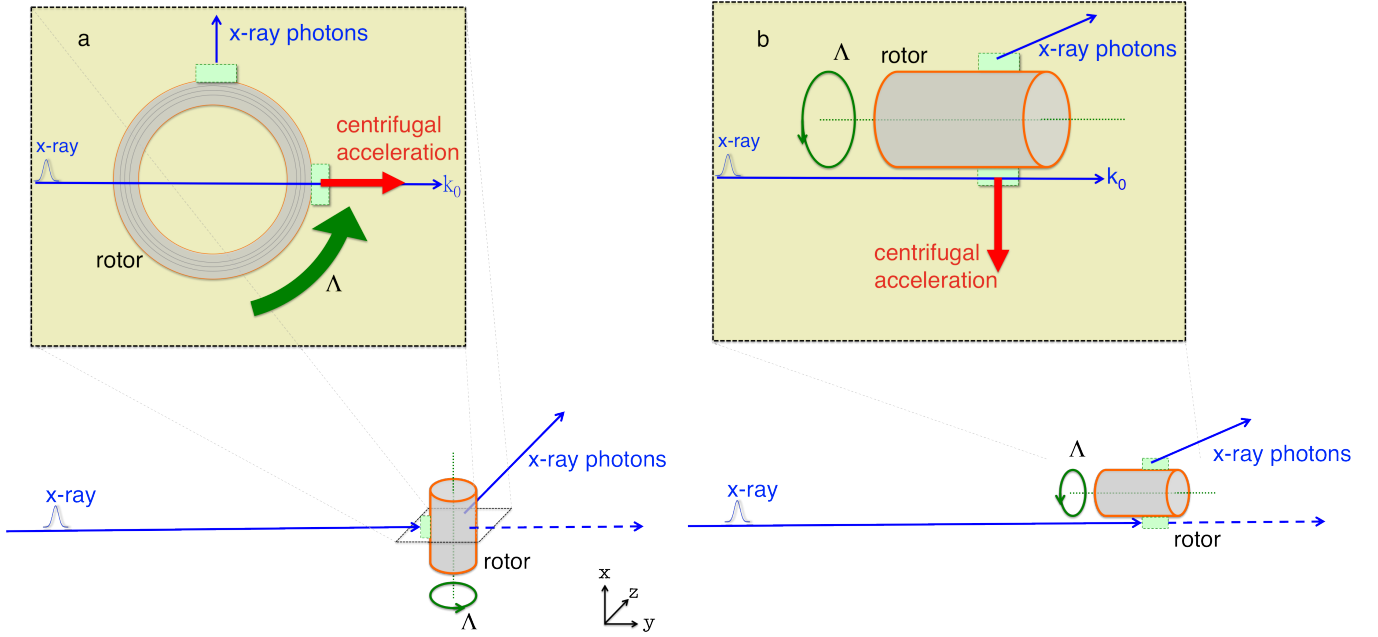 a
x-ray photons
x-ray
centrifugal
acceleration
k0
rotor
Λ
b
Λ
rotor
x-ray photons
x-ray
k0
centrifugal
acceleration
x-ray
x-ray photons
rotor
Λ
x
z
y
x-ray
Λ
x-ray photons
rotor